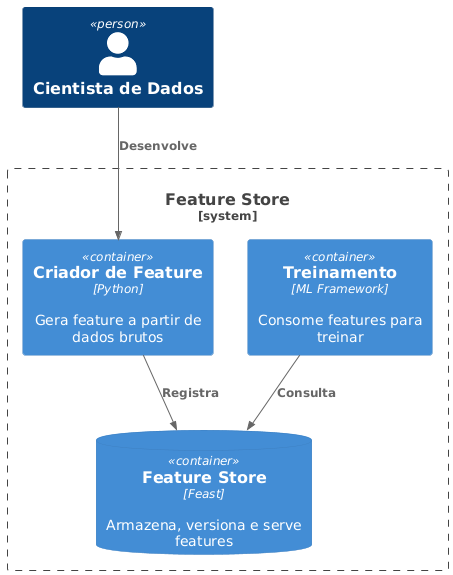 «person»
Cientista de Dados
Desenvolve
Feature Store
[system]
«container»
Criador de Feature
[Python]
Gera feature a partir de
dados brutos
«container»
Treinamento
[ML Framework]
Consome features para
treinar
Registra
Consulta
«container»
Feature Store
[Feast]
Armazena, versiona e serve
features